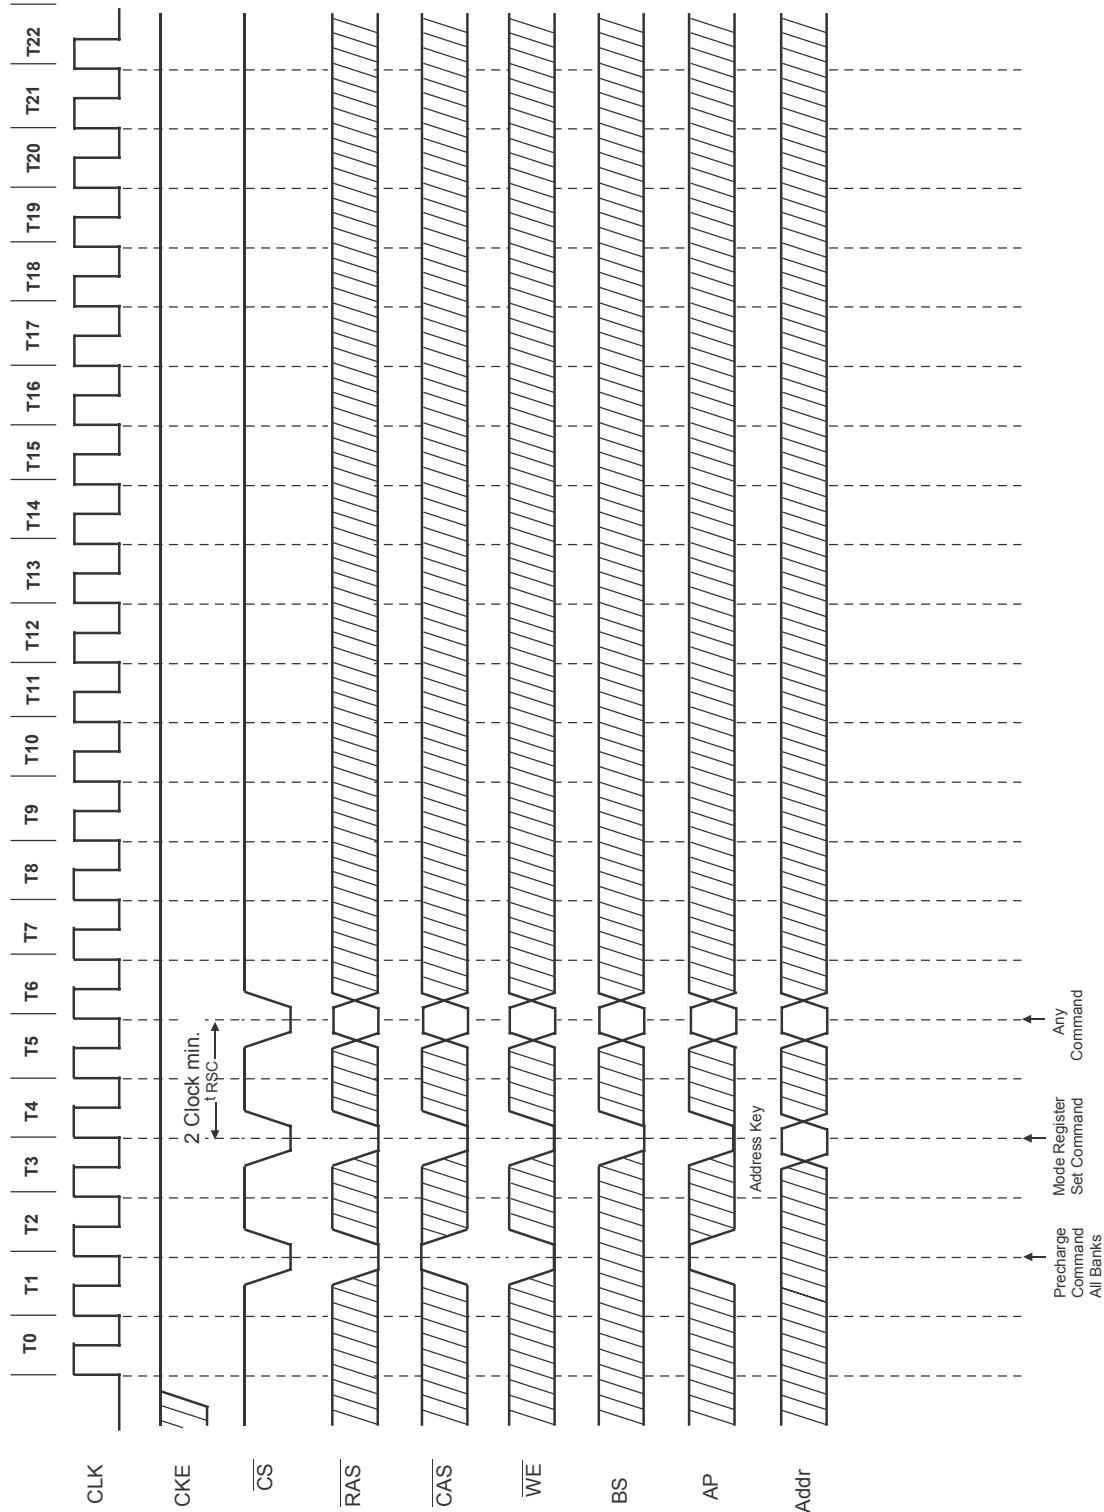 T0 T1 T2 T3 T4 T5 T6 T7 T8 T9 T10 T11 T12 T13 T14 T15 T16 T17 T18 T19 T20 T21 T22
CLK
CKE
2 Clock min.
tRSC
CS
RAS
CAS
WE
BS
AP
Address Key
Addr
Precharge
Command
All Banks
Mode Register
Set Command
Any
Command